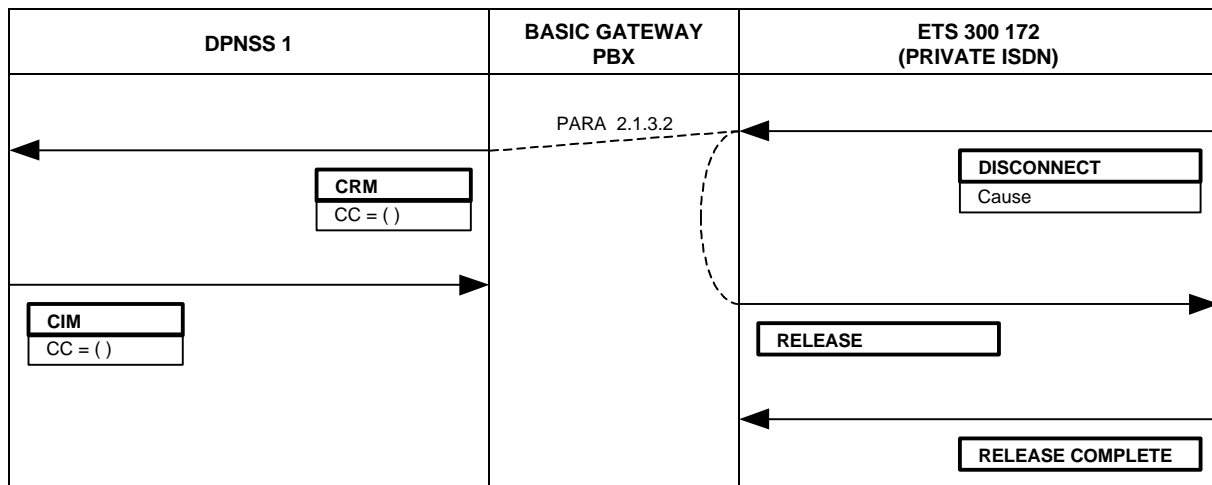 DPNSS 1
BASIC GATEWAY
PBX
ETS 300 172
(PRIVATE ISDN)
PARA 2.1.3.2
CRM
CC = ( )
DISCONNECT
Cause
CIM
CC = ( )
RELEASE
RELEASE COMPLETE